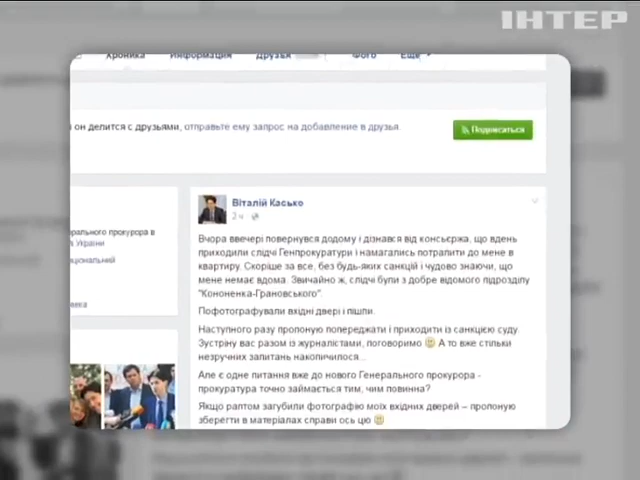 ІНТЕР
Хроника Информация Друзья Фото Ещё
он делится с друзьями, отправьте ему запрос на добавление в друзья.
Подписаться
Віталій Касько
рального прокурора в
України
Вчора ввечері повернувся додому і дізнався від консьєржа, що вдень
приходили слідчі Генпрокуратури і намагались потрапити до мене в
квартиру. Скоріше за все, без будь-яких санкцій і чудово знаючи, що
мене немає вдома. Звичайно ж, слідчі були з добре відомого підрозділу
"Кононенка-Грановського".
Пофотографували вхідні двері і пішли.
Наступного разу пропоную попереджати і приходити із санкцією суду.
Зустріну вас разом із журналістами, поговоримо А то вже стільки
незручних запитань накопичилося...
Але є одне питання вже до нового Генерального прокурора -
прокуратура точно займається тим, чим повинна?
Якщо раптом загубили фотографію моїх вхідних дверей – пропоную
зберегти в матеріалах справи ось цю